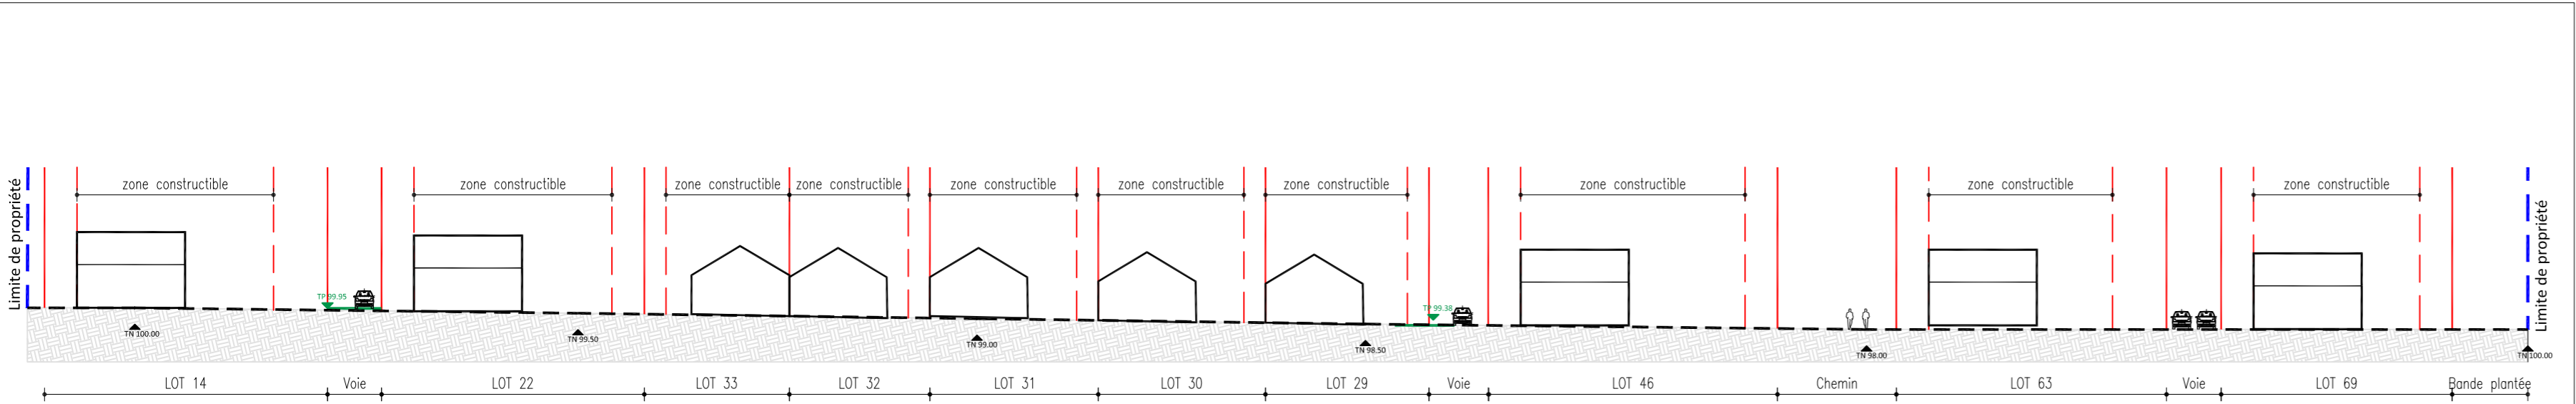 Limite de propriété
zone constructible
zone constructible
zone constructible
zone constructible
zone constructible
zone constructible
zone constructible
zone constructible
zone constructible
zone constructible
Limite de propriété
TP 99.95
TP 99.38
TN 100.00
TN 99.50
TN 99.00
TN 98.50
TN 98.00
TN 100.00
LOT 14
Voie
LOT 22
LOT 33
LOT 32
LOT 31
LOT 30
LOT 29
Voie
LOT 46
Chemin
LOT 63
Voie
LOT 69
Bande plantée